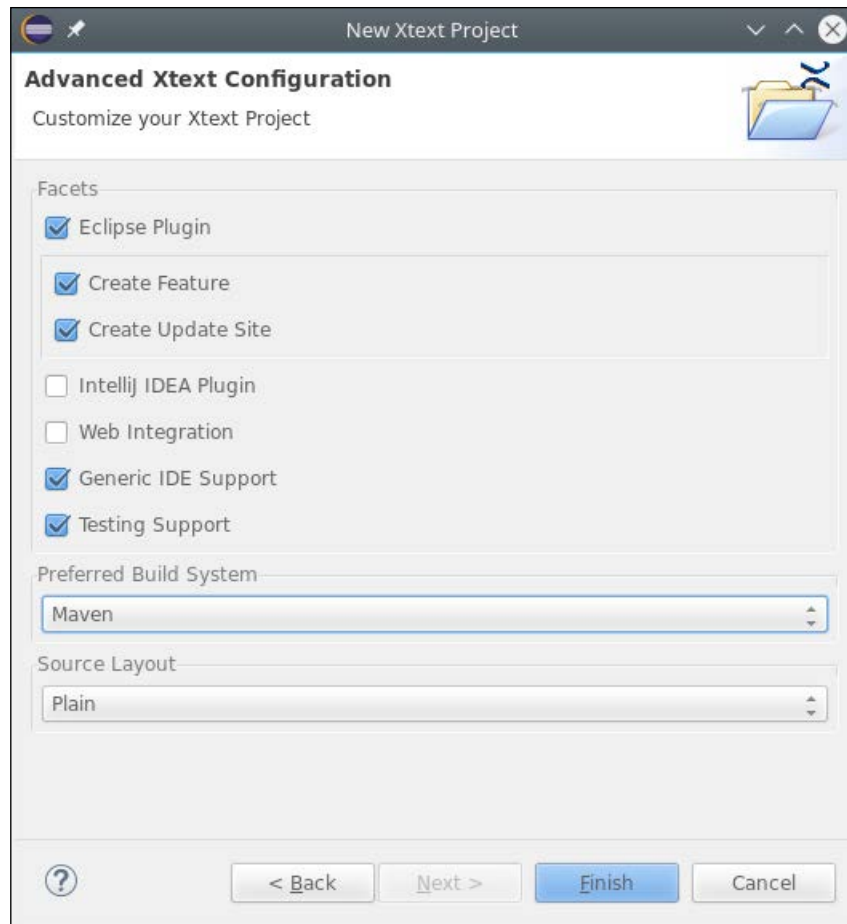 New Xtext Project
Advanced Xtext Configuration
Customize your Xtext Project
Facets
Eclipse Plugin
Create Feature
Create Update Site
IntelliJ IDEA Plugin
Web Integration
Generic IDE Support
Testing Support
Preferred Build System
Maven
Source Layout
Plain
? < Back Next > Finish Cancel